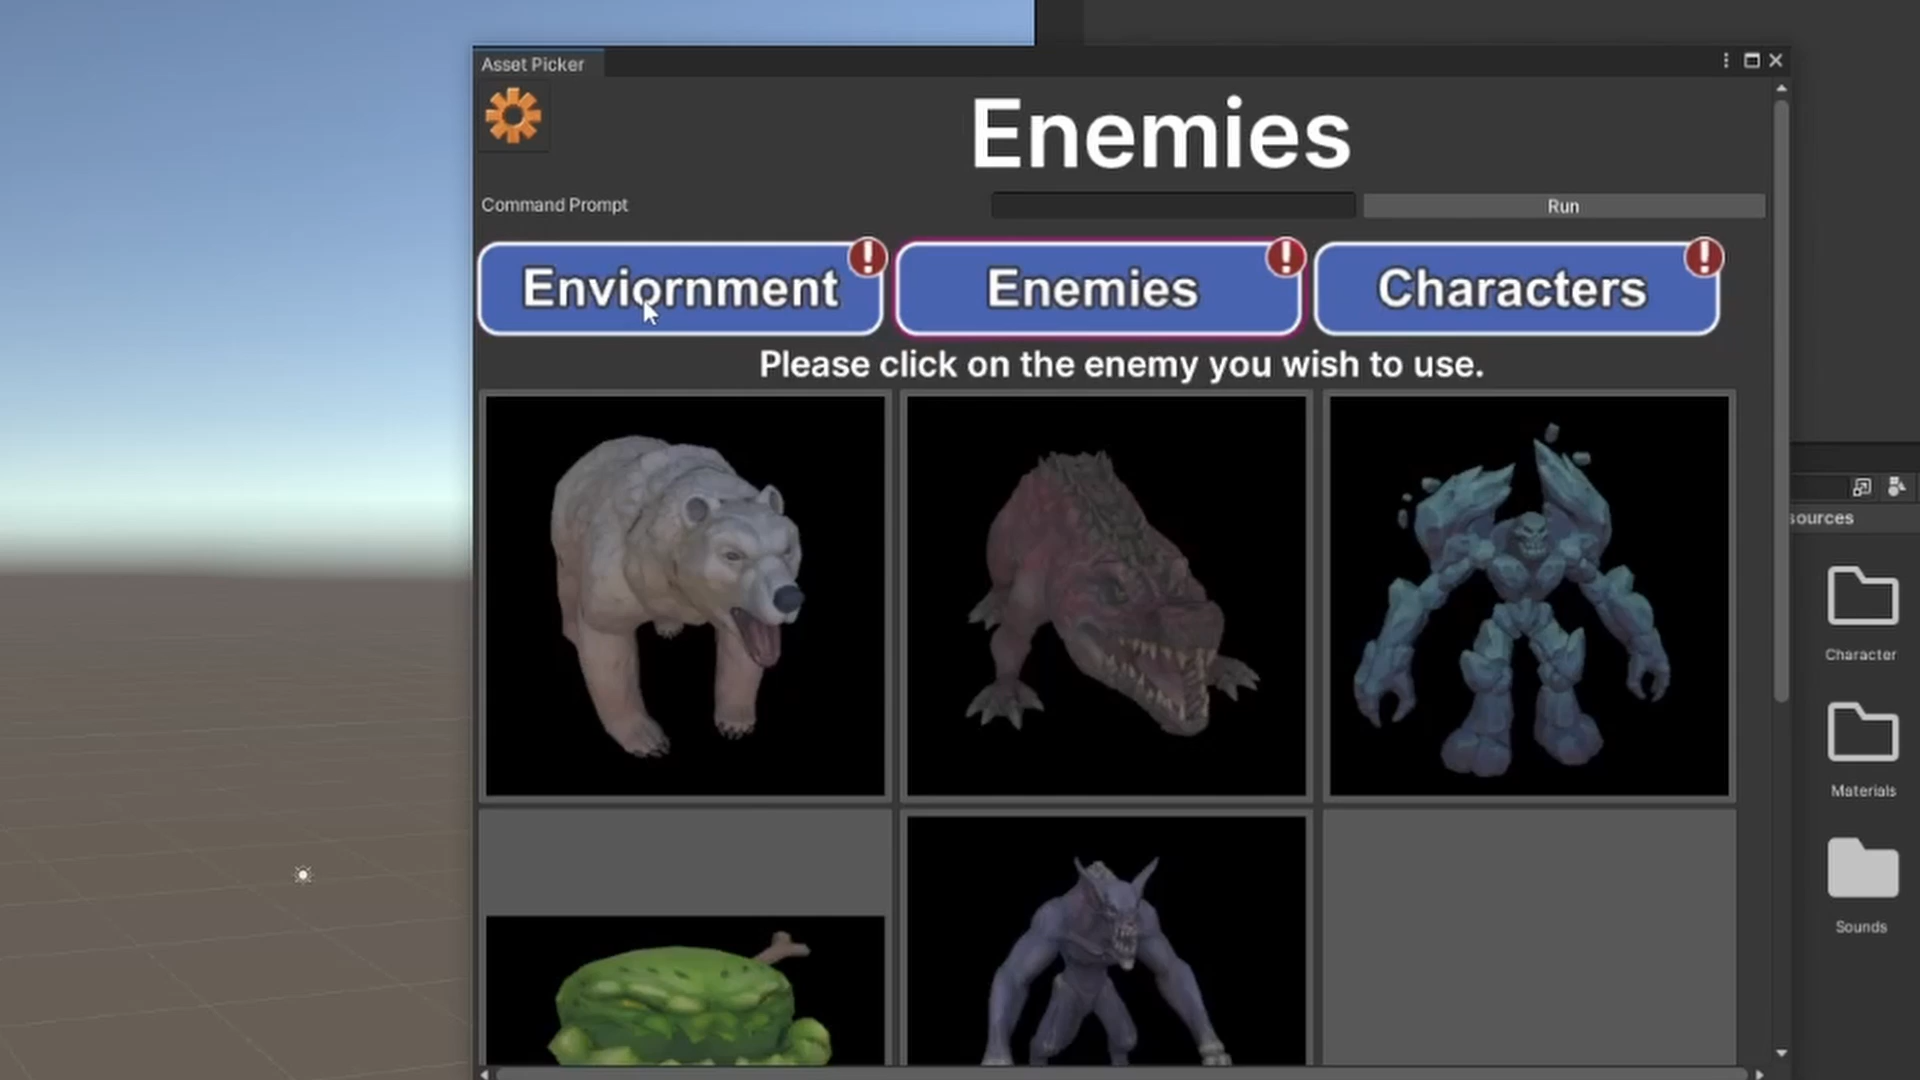 Asset Picker
Enemies
Command Prompt
Run
Enviornment
!
Enemies
!
Characters
!
Please click on the enemy you wish to use.
sources
Character
Materials
Sounds